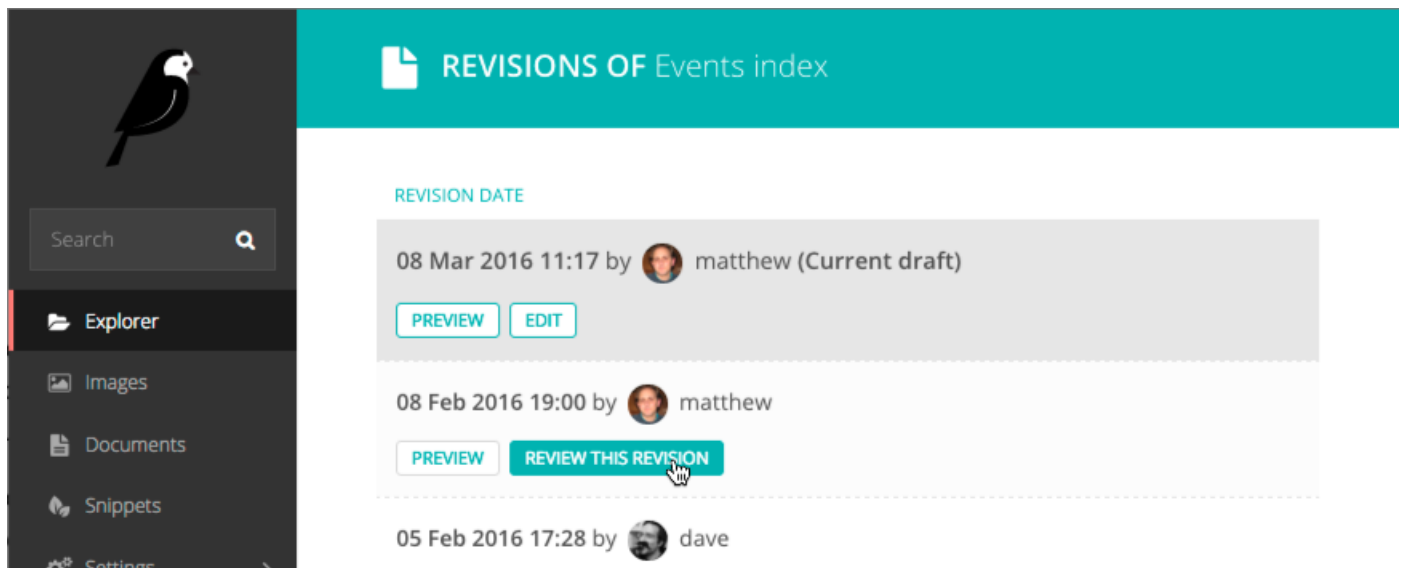 REVISIONS OF Events index
Search
Explorer
Images
Documents
Snippets
Settings
REVISION DATE
08 Mar 2016 11:17 by matthew (Current draft)
PREVIEW EDIT
08 Feb 2016 19:00 by matthew
PREVIEW REVIEW THIS REVISION
05 Feb 2016 17:28 by dave